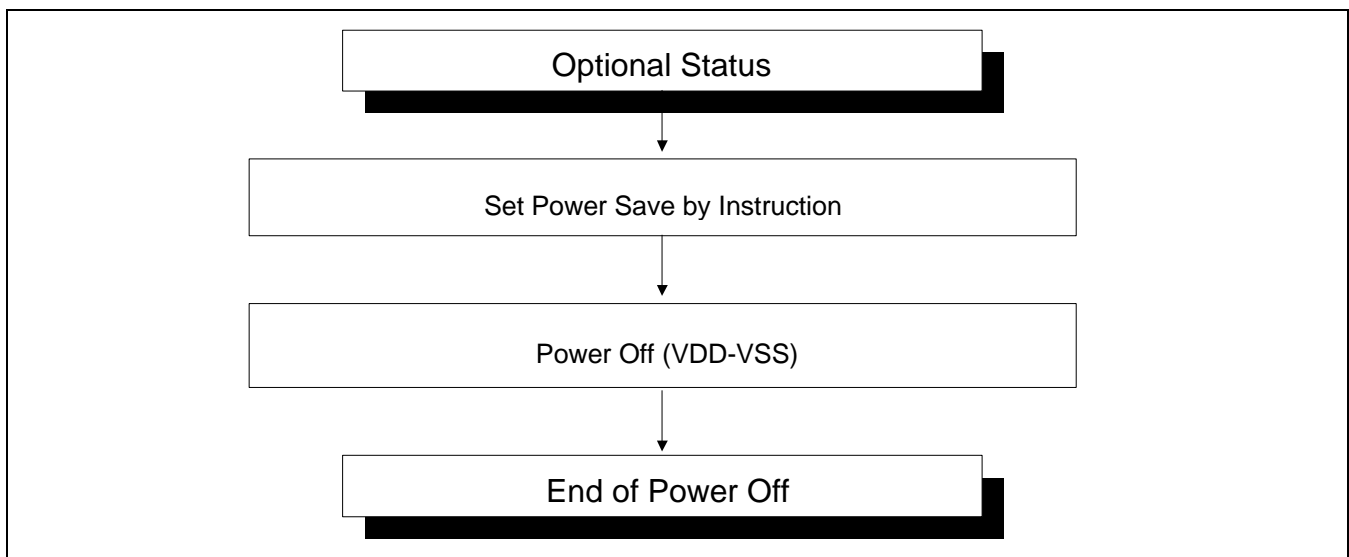 Optional Status
Set Power Save by Instruction
Power Off (VDD-VSS)
End of Power Off